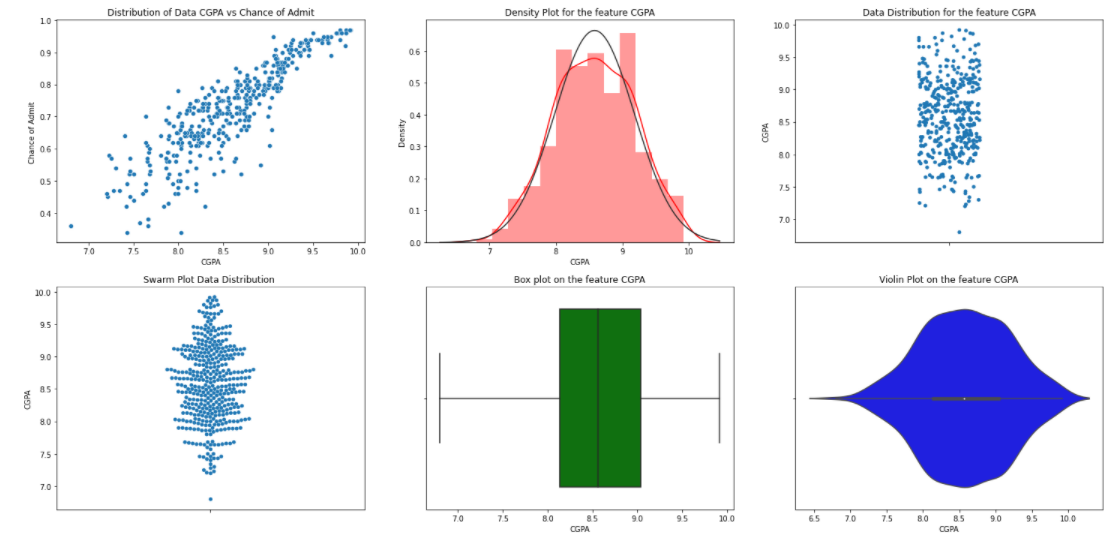 Distribution of Data CGPA vs Chance of Admit
1.0
0.9
0.8
0.7
0.6
0.5
0.4
Chance of Admit
7.0 7.5 8.0 8.5 9.0 9.5 10.0
CGPA
Density Plot for the feature CGPA
0.6
0.5
0.4
0.3
0.2
0.1
0.0
Density
7 8 9 10
CGPA
Data Distribution for the feature CGPA
10.0
9.5
9.0
8.5
8.0
7.5
7.0
CGPA
Swarm Plot Data Distribution
10.0
9.5
9.0
8.5
8.0
7.5
7.0
CGPA
Box plot on the feature CGPA
7.0 7.5 8.0 8.5 9.0 9.5 10.0
CGPA
Violin Plot on the feature CGPA
6.5 7.0 7.5 8.0 8.5 9.0 9.5 10.0
CGPA